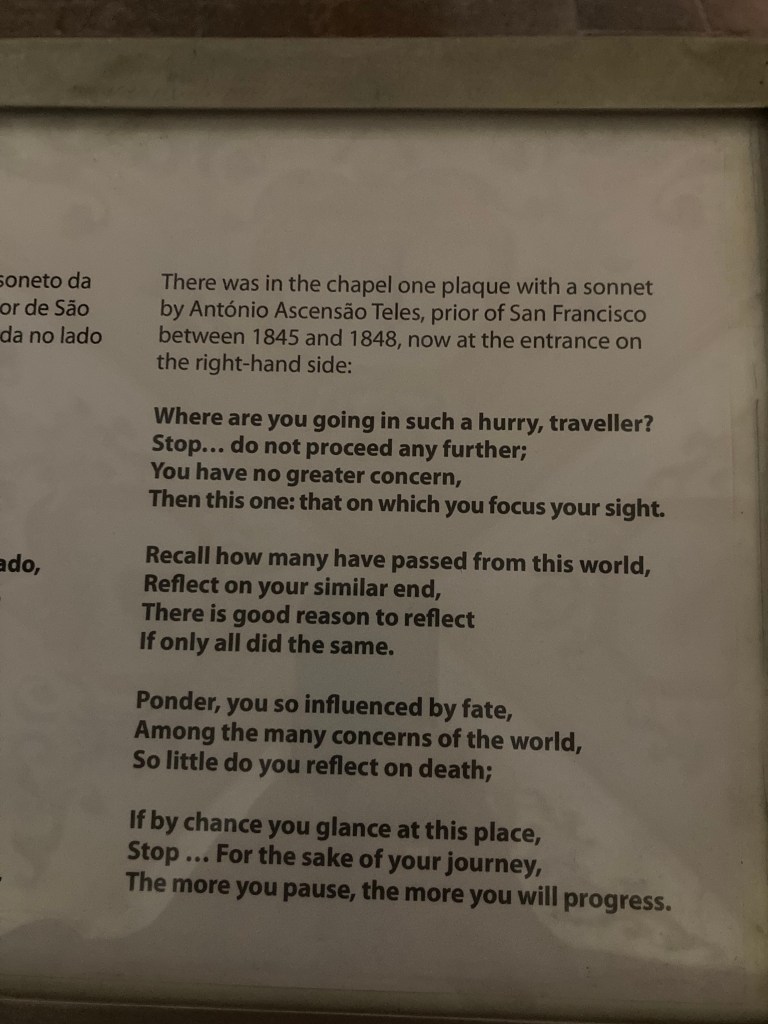 soneto da
or de São
da no lado
ado,
There was in the chapel one plaque with a sonnet
by António Ascensão Teles, prior of San Francisco
between 1845 and 1848, now at the entrance on
the right-hand side:
Where are you going in such a hurry, traveller?
Stop... do not proceed any further;
You have no greater concern,
Then this one: that on which you focus your sight.
Recall how many have passed from this world,
Reflect on your similar end,
There is good reason to reflect
If only all did the same.
Ponder, you so influenced by fate,
Among the many concerns of the world,
So little do you reflect on death;
If by chance you glance at this place,
Stop ... For the sake of your journey,
The more you pause, the more you will progress.